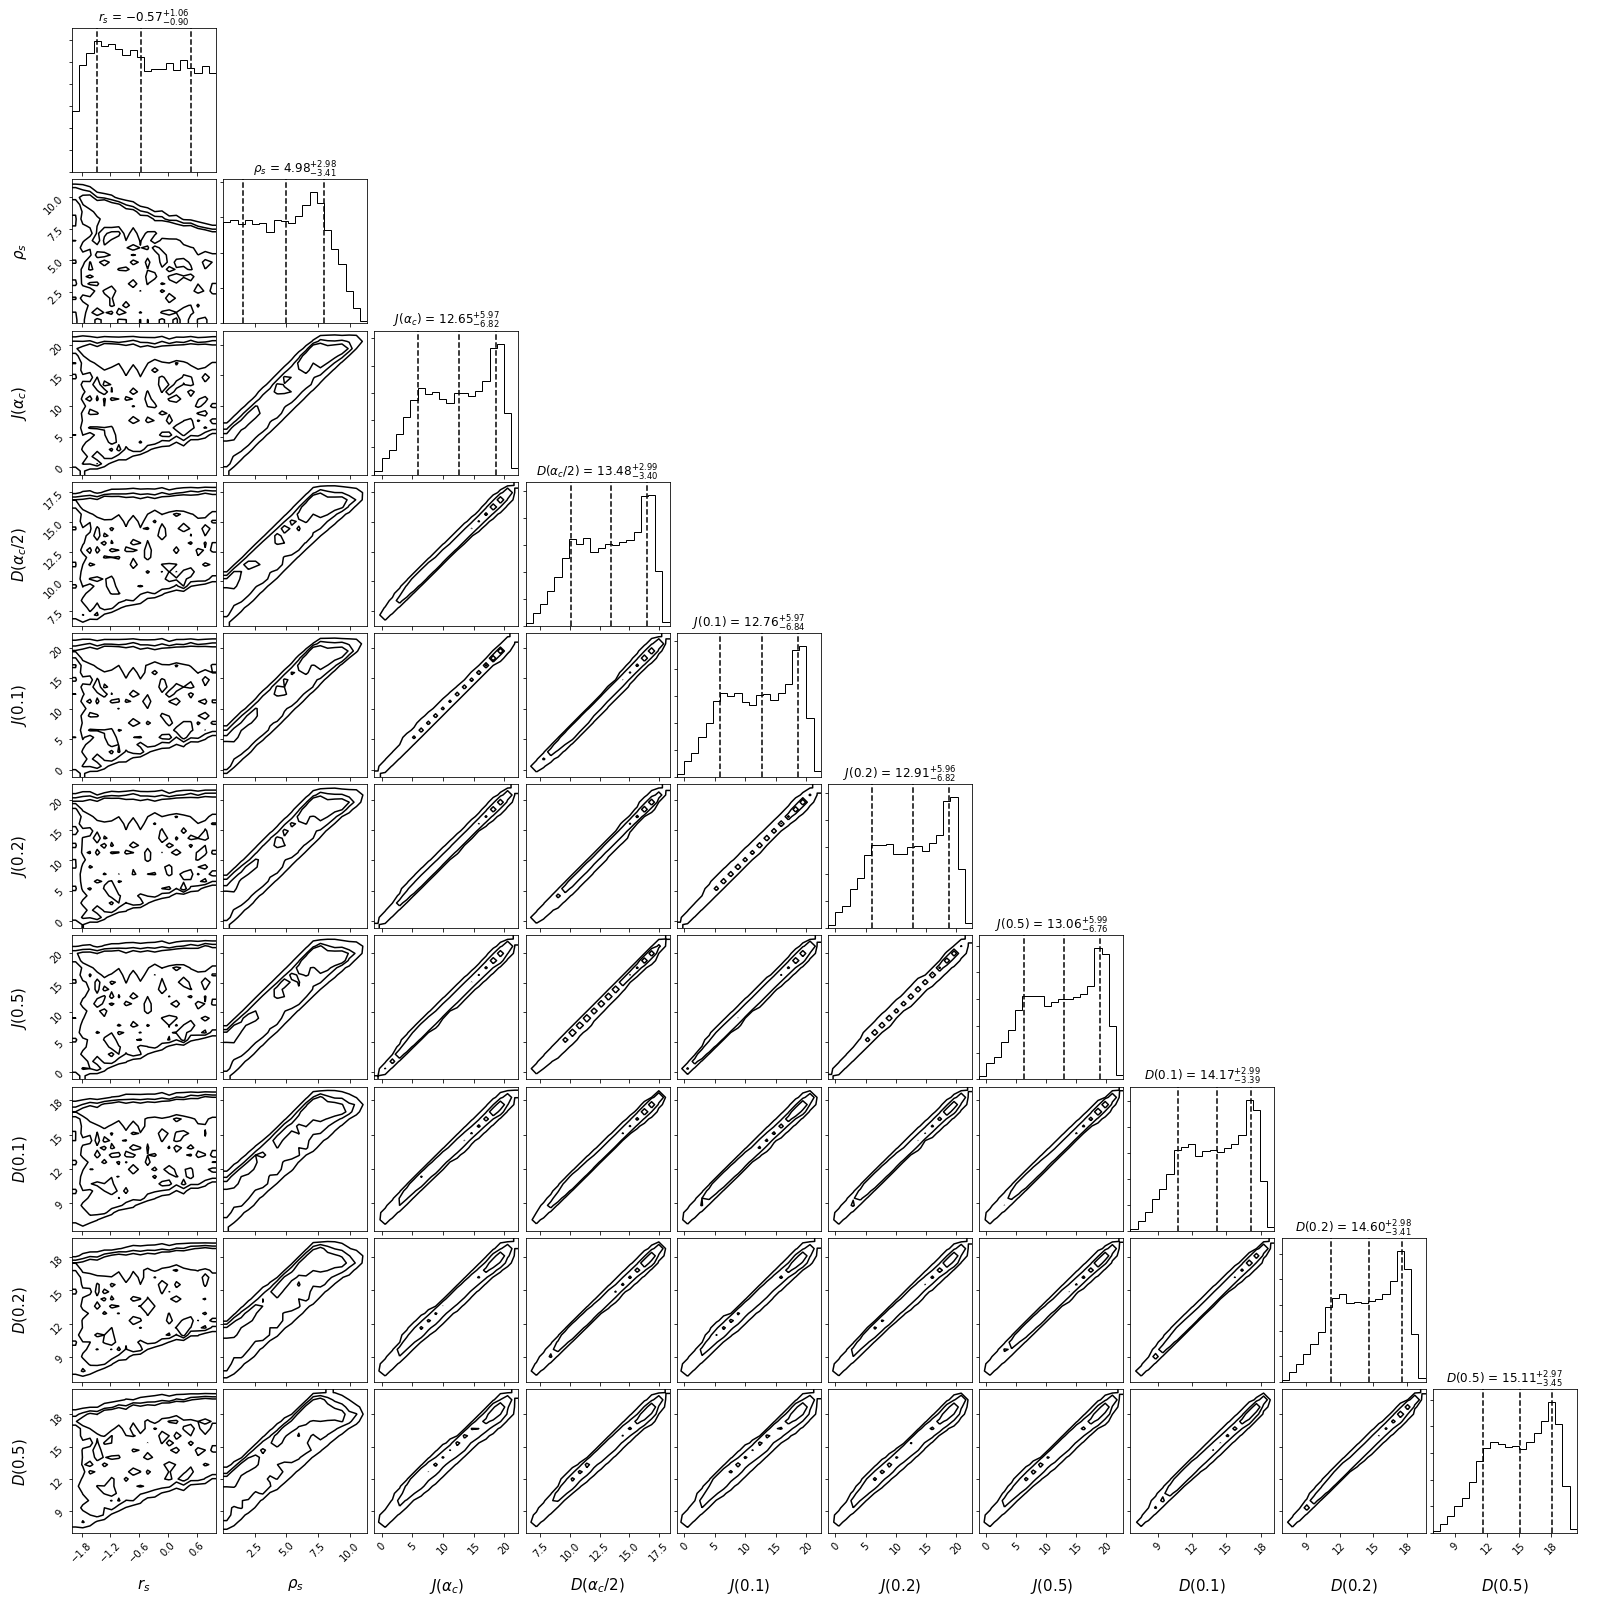 r_s = −0.57^{+1.06}_{−0.90}
ρ_s = 4.98^{+2.98}_{−3.41}
10.0
7.5
5.0
2.5
ρ_s
J(α_c) = 12.65^{+5.97}_{−6.82}
20
15
10
5
0
J(α_c)
D(α_c/2) = 13.48^{+2.99}_{−3.40}
17.5
15.0
12.5
10.0
7.5
D(α_c/2)
J(0.1) = 12.76^{+5.97}_{−6.84}
20
15
10
5
0
J(0.1)
J(0.2) = 12.91^{+5.96}_{−6.82}
20
15
10
5
0
J(0.2)
J(0.5) = 13.06^{+5.99}_{−6.76}
20
15
10
5
0
J(0.5)
D(0.1) = 14.17^{+2.99}_{−3.39}
18
15
12
9
D(0.1)
D(0.2) = 14.60^{+2.98}_{−3.41}
18
15
12
9
D(0.2)
D(0.5) = 15.11^{+2.97}_{−3.45}
18
15
12
9
D(0.5)
−1.8 −1.2 −0.6 0.0 0.6 2.5 5.0 7.5 10.0 0 5 10 15 20 7.5 10.0 12.5 15.0 17.5 0 5 10 15 20 0 5 10 15 20 0 5 10 15 20 9 12 15 18 9 12 15 18 9 12 15 18
r_s ρ_s J(α_c) D(α_c/2) J(0.1) J(0.2) J(0.5) D(0.1) D(0.2) D(0.5)